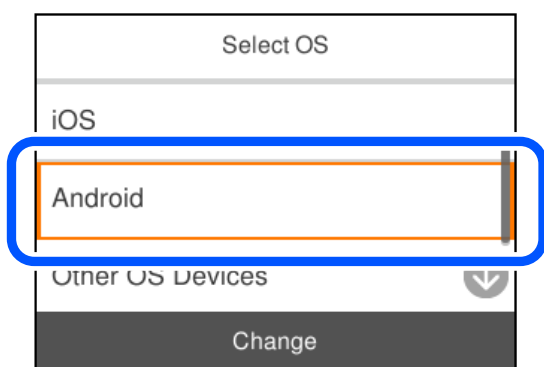 Select OS
iOS
Android
Other OS Devices
Change